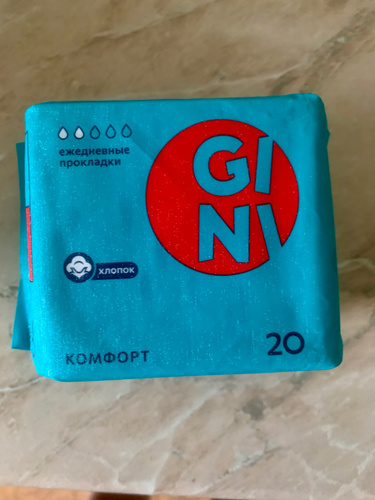 ежедневные
прокладки
GI
NI
ХЛОПОК
КОМФОРТ
20